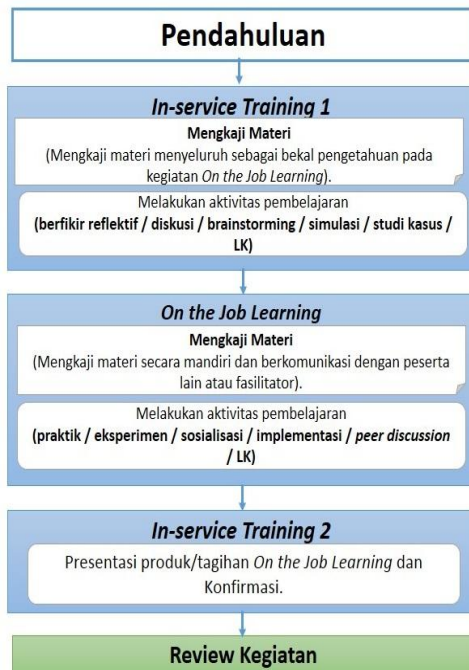 Pendahuluan
In-service Training 1
Mengkaji Materi
(Mengkaji materi menyeluruh sebagai bekal pengetahuan pada
kegiatan On the Job Learning).
Melakukan aktivitas pembelajaran
(berfikir reflektif / diskusi / brainstorming / simulasi / studi kasus /
LK)
On the Job Learning
Mengkaji Materi
(Mengkaji materi secara mandiri dan berkomunikasi dengan peserta
lain atau fasilitator).
Melakukan aktivitas pembelajaran
(praktik / eksperimen / sosialisasi / implementasi / peer discussion
/ LK)
In-service Training 2
Presentasi produk/tagihan On the Job Learning dan
Konfirmasi.
Review Kegiatan